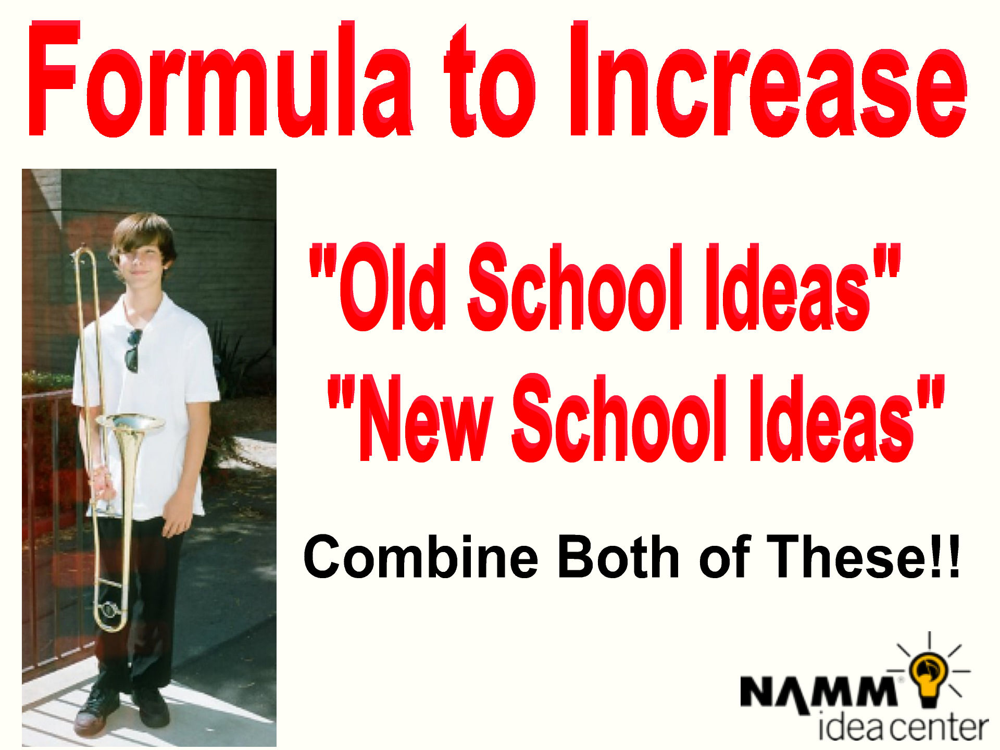 Formula to Increase
"Old School Ideas"
"New School Ideas"
Combine Both of These!!
NAMM®
idea center